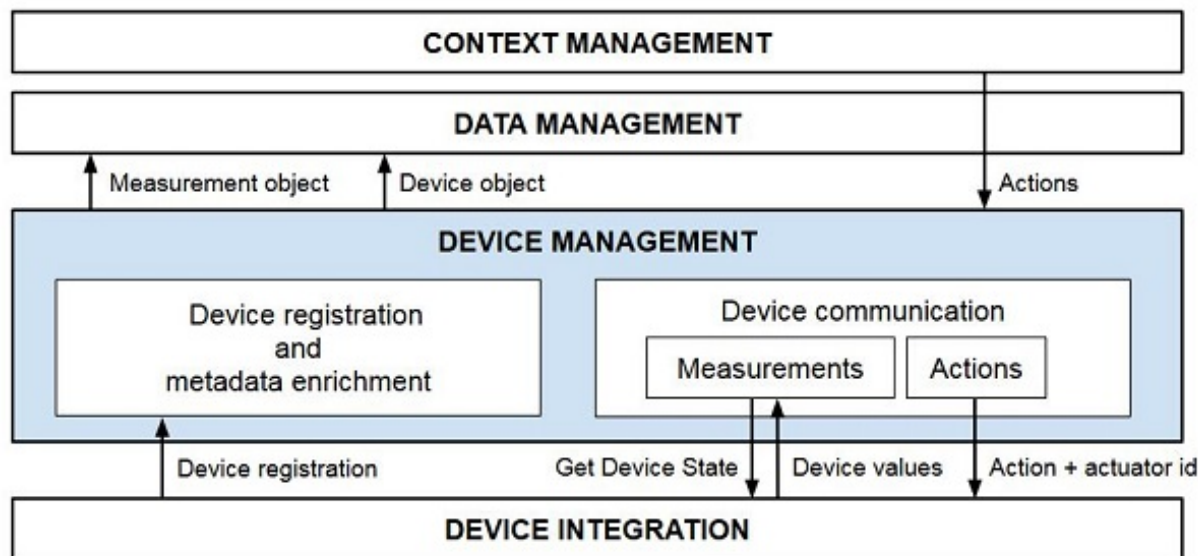 CONTEXT MANAGEMENT
DATA MANAGEMENT
Measurement object
Device object
Actions
DEVICE MANAGEMENT
Device registration
and
metadata enrichment
Device communication
Measurements
Actions
Device registration
Get Device State
Device values
Action + actuator id
DEVICE INTEGRATION